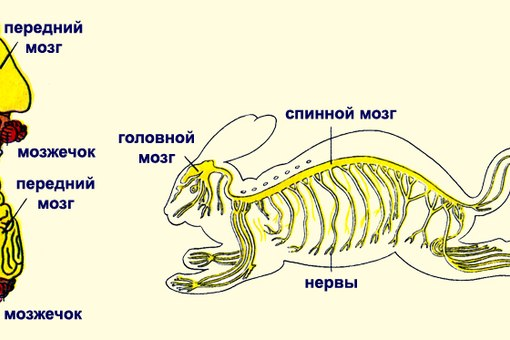 передний
мозг
мозжечок
передний
мозг
мозжечок
спинной мозг
головной
мозг
нервы